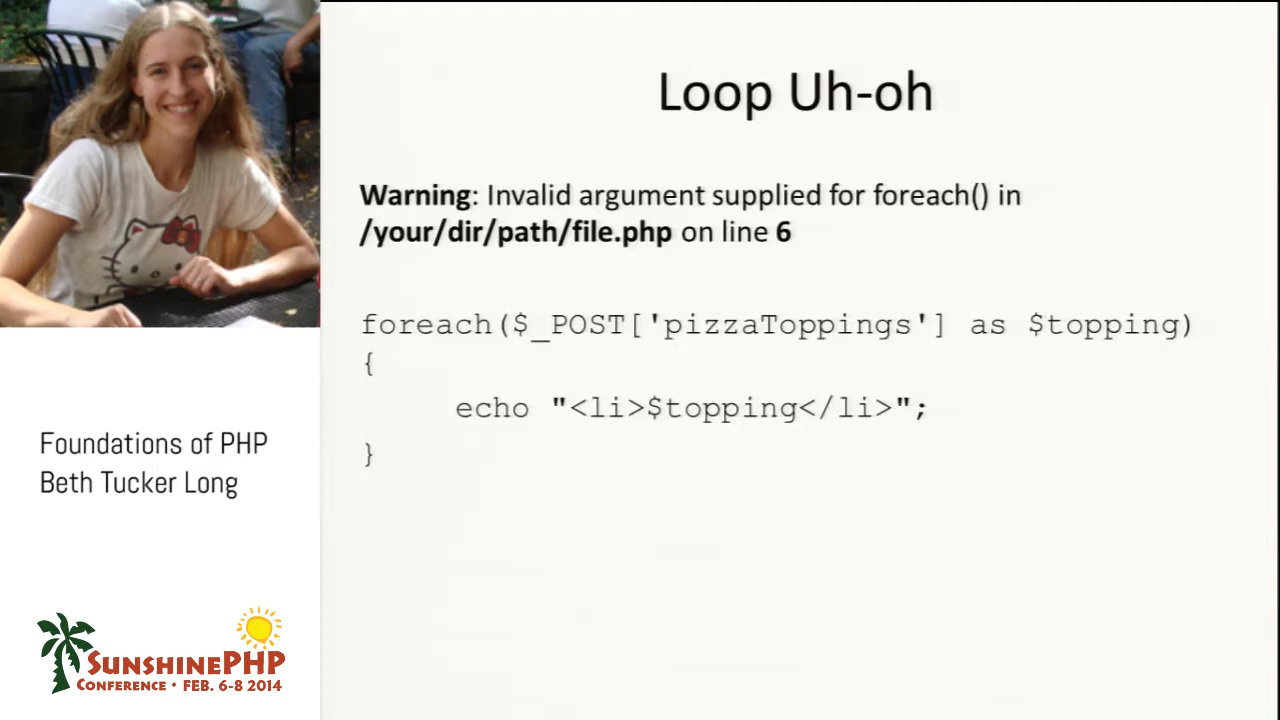 Loop Uh-oh
Warning: Invalid argument supplied for foreach() in
/your/dir/path/file.php on line 6
foreach($_POST['pizzaToppings'] as $topping)
{
echo "<li>$topping</li>";
}
Foundations of PHP
Beth Tucker Long
SUNSHINEPHP
CONFERENCE • FEB. 6-8 2014